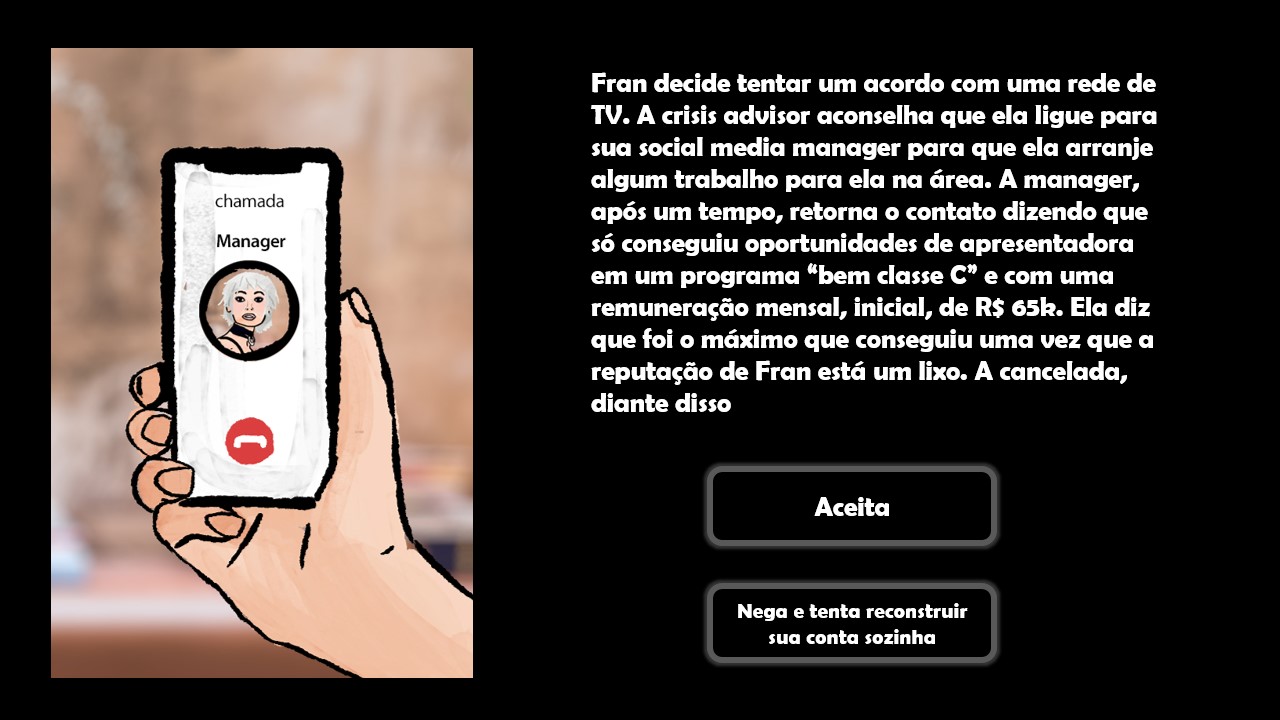 chamada
Manager
Fran decide tentar um acordo com uma rede de
TV. A crisis advisor aconselha que ela ligue para
sua social media manager para que ela arranje
algum trabalho para ela na área. A manager,
após um tempo, retorna o contato dizendo que
só conseguiu oportunidades de apresentadora
em um programa “bem classe C” e com uma
remuneração mensal, inicial, de R$ 65k. Ela diz
que foi o máximo que conseguiu uma vez que a
reputação de Fran está um lixo. A cancelada,
diante disso
Aceita
Nega e tenta reconstruir
sua conta sozinha